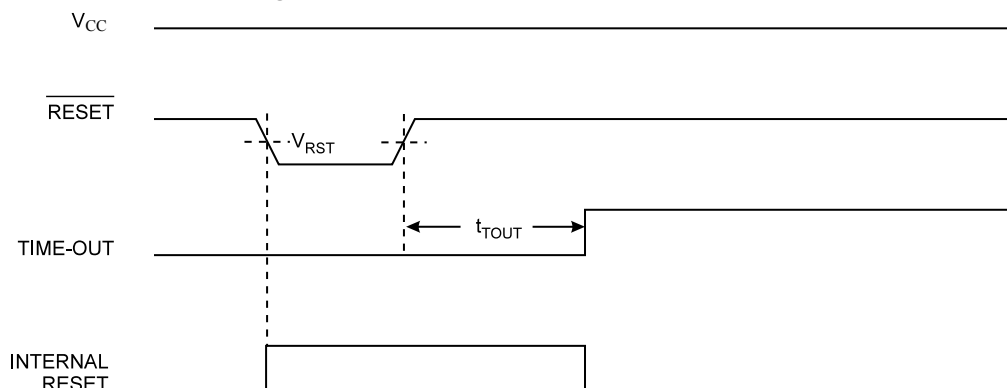 VCC
RESET
VRST
tTOUT
TIME-OUT
INTERNAL
RESET